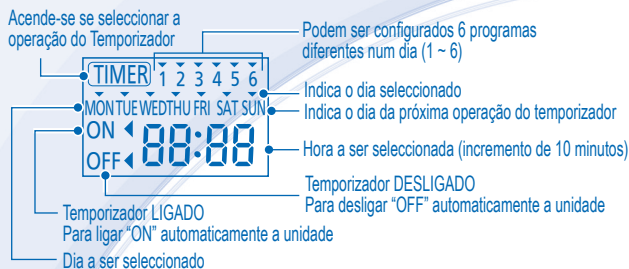 Acende-se se seleccionar a
operação do Temporizador
Podem ser configurados 6 programas
diferentes num dia (1 ~ 6)
TIMER 1 2 3 4 5 6
Indica o dia seleccionado
MON TUE WED THU FRI SAT SUN
Indica o dia da próxima operação do temporizador
ON
88:88
Hora a ser seleccionada (incremento de 10 minutos)
OFF
Temporizador DESLIGADO
Para desligar “OFF” automaticamente a unidade
Temporizador LIGADO
Para ligar “ON” automaticamente a unidade
Dia a ser seleccionado